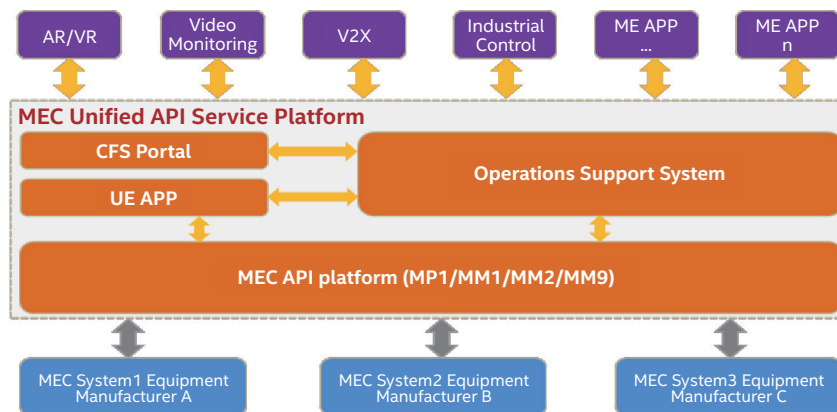 AR/VR
Video
Monitoring
V2X
Industrial
Control
ME APP
...
ME APP
n
MEC Unified API Service Platform
CFS Portal
UE APP
Operations Support System
MEC API platform (MP1/MM1/MM2/MM9)
MEC System1 Equipment
Manufacturer A
MEC System2 Equipment
Manufacturer B
MEC System3 Equipment
Manufacturer C